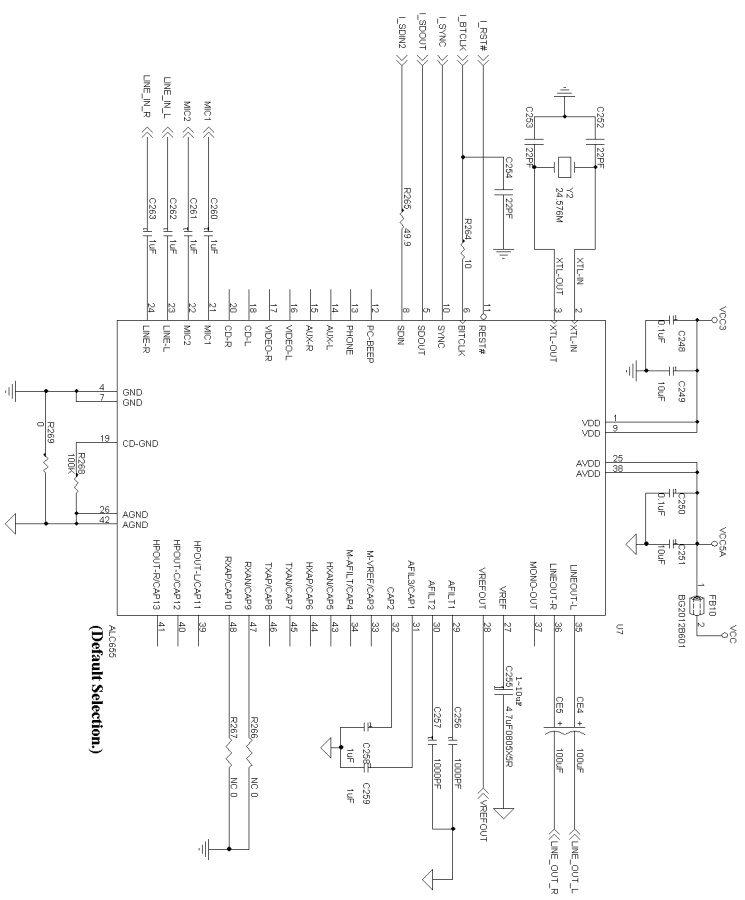 I_SDIN2
I_SDOUT
I_SYNC
I_BTCLK
I_RST#
C253
22PF
C252
22PF
Y2
24.576M
C254
22PF
R265
49.9
R264
10
XTL-OUT
XTL-IN
LINE_IN_R
LINE_IN_L
MIC2
MIC1
C263
1uF
C262
1uF
C261
1uF
C260
1uF
VCC3
C248
0.1uF
C249
10uF
VCC5A
C250
0.1uF
C251
10uF
1
FB10
BG2012B601
2
VCC
24
LINE-R
23
LINE-L
22
MIC2
21
MIC1
20
CD-R
18
CD-L
17
VIDEO-R
16
VIDEO-L
15
AUX-R
14
AUX-L
13
PHONE
12
PC-BEEP
8
SDIN
5
SDOUT
10
SYNC
6
BITCLK
11
REST#
3
XTL-OUT
2
XTL-IN
1
VDD
9
VDD
25
AVDD
38
AVDD
4
GND
7
GND
19
CD-GND
26
AGND
42
AGND
R269
0
R268
100K
HPOUT-R/CAP13
41
HPOUT-C/CAP12
40
HPOUT-L/CAP11
39
RXAP/CAP10
48
RXAN/CAP9
47
TXAP/CAP8
46
TXAN/CAP7
45
HXAP/CAP6
44
HXAN/CAP5
43
M-AFILT/CAP4
34
M-VREF/CAP3
33
CAP2
32
AFIL3/CAP1
31
AFILT2
30
AFILT1
29
VREFOUT
28
VREF
27
MONO-OUT
37
LINEOUT-R
36
LINEOUT-L
35
U7
ALC655
(Default Selection.)
R267
NC 0
R266
NC 0
C258
1uF
C259
1uF
C257
1000PF
C256
1000PF
VREFOUT
C255
1~10uF
4.7uF0805X5R
CE5
+
100uF
CE4
+
100uF
LINE_OUT_R
LINE_OUT_L